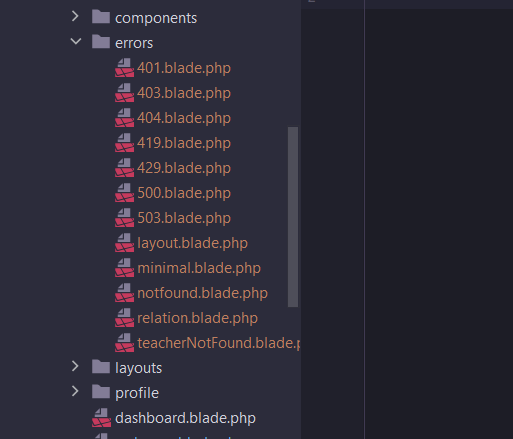 components
errors
401.blade.php
403.blade.php
404.blade.php
419.blade.php
429.blade.php
500.blade.php
503.blade.php
layout.blade.php
minimal.blade.php
notfound.blade.php
relation.blade.php
teacherNotFound.blade.p
layouts
profile
dashboard.blade.php